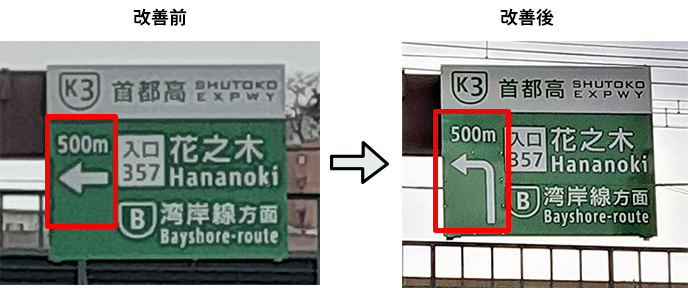 改善前
K3 首都高 SHUTOKO EXPWY
500m
入口 357
花之木
Hananoki
B 湾岸線方面
Bayshore-route
改善後
K3 首都高 SHUTOKO EXPWY
500m
入口 357
花之木
Hananoki
B 湾岸線方面
Bayshore-route